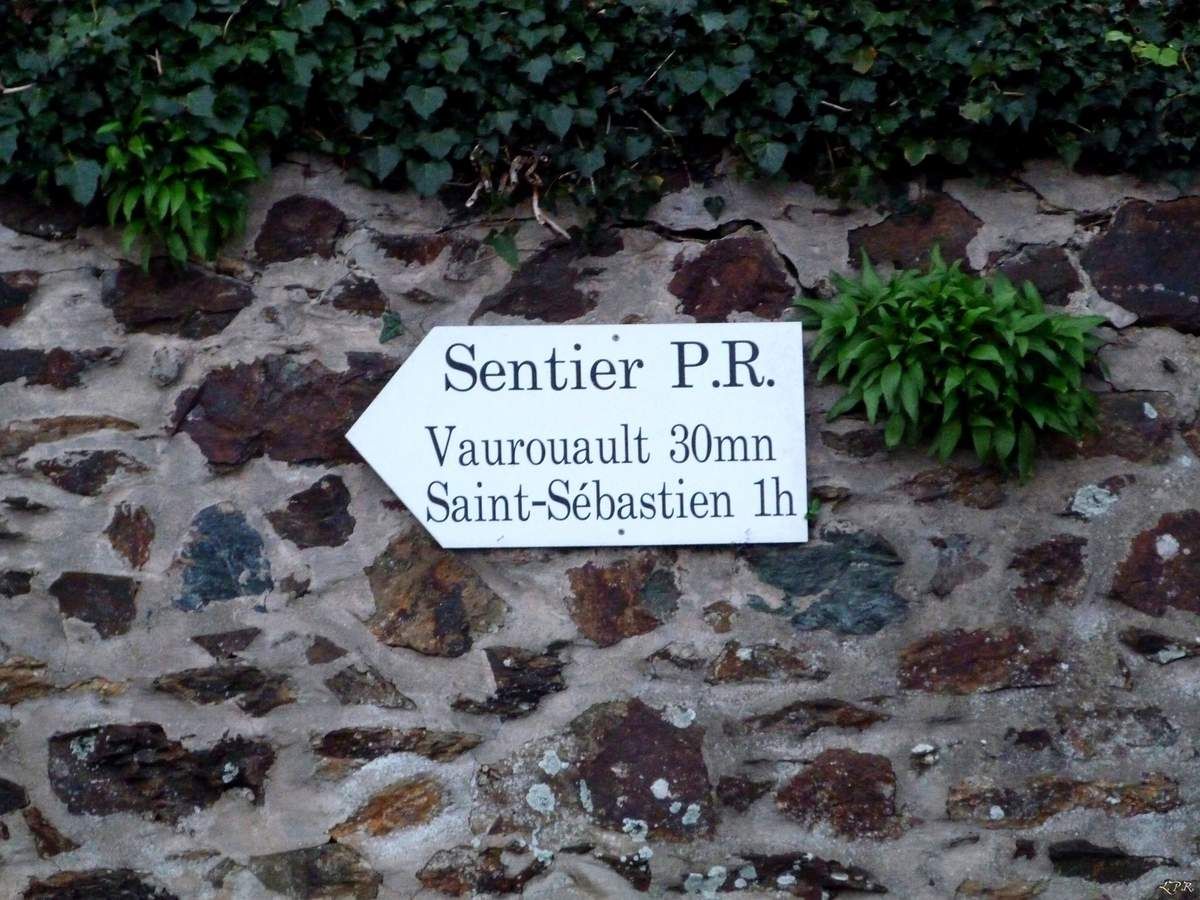 Sentier P.R.
Vaurouault 30mn
Saint-Sébastien 1h
L.P.R